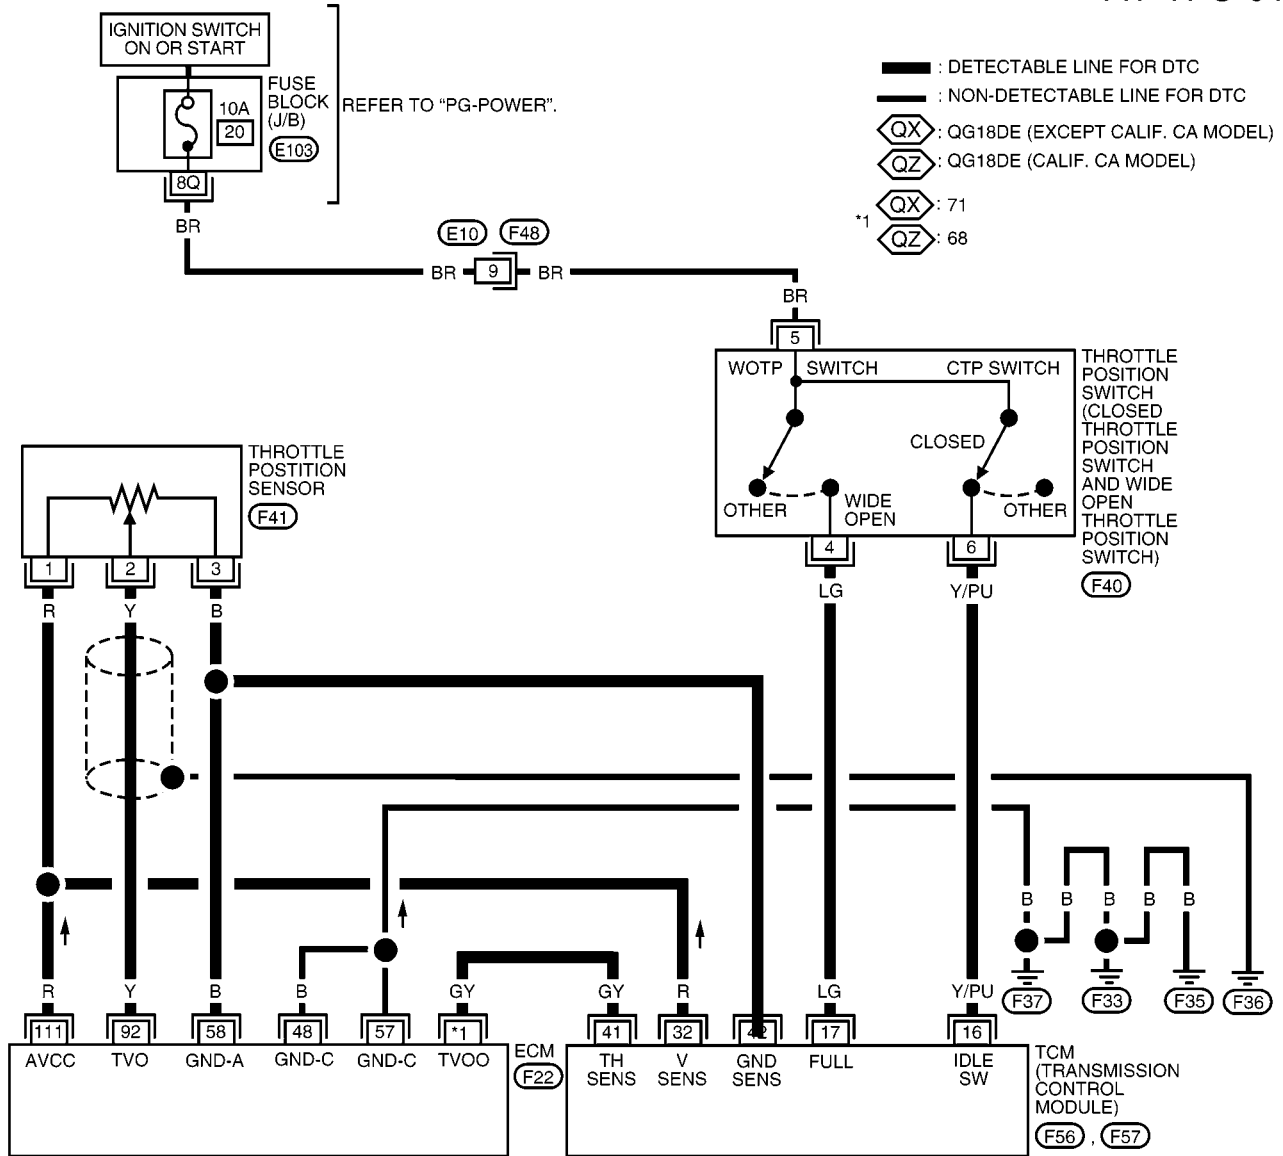 IGNITION SWITCH
ON OR START
FUSE
BLOCK
(J/B)
10A
20
E103
REFER TO “PG-POWER”.
8Q
BR
: DETECTABLE LINE FOR DTC
: NON-DETECTABLE LINE FOR DTC
QX : QG18DE (EXCEPT CALIF. CA MODEL)
QZ : QG18DE (CALIF. CA MODEL)
*1
QX : 71
QZ : 68
E10 F48
BR 9 BR
BR
5
WOTP SWITCH CTP SWITCH
CLOSED
OTHER
WIDE
OPEN
OTHER
THROTTLE
POSITION
SWITCH
(CLOSED
THROTTLE
POSITION
SWITCH
AND WIDE
OPEN
THROTTLE
POSITION
SWITCH)
F40
4 6
LG Y/PU
THROTTLE
POSTITION
SENSOR
F41
1 2 3
R Y B
B B B B
F37 F33 F35 F36
R Y B B GY GY R LG Y/PU
111 92 58 48 57 *1 41 32 17 16
AVCC TVO GND-A GND-C GND-C TVOO
ECM
F22
TH
SENS
V
SENS
GND
SENS
FULL
IDLE
SW
TCM
(TRANSMISSION
CONTROL
MODULE)
F56 , F57